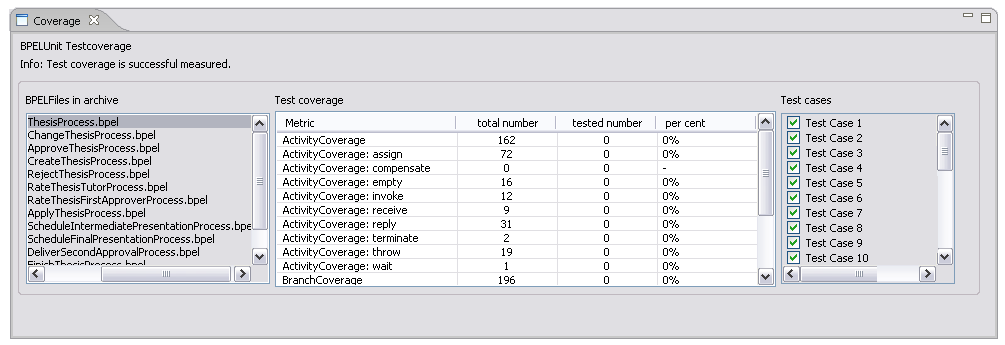 Coverage
BPELUnit Testcoverage
Info: Test coverage is successful measured.
BPELFiles in archive
ThesisProcess.bpel
ChangeThesisProcess.bpel
ApproveThesisProcess.bpel
CreateThesisProcess.bpel
RejectThesisProcess.bpel
RateThesisTutorProcess.bpel
RateThesisFirstApproverProcess.bpel
ApplyThesisProcess.bpel
ScheduleIntermediatePresentationProcess.bpe
ScheduleFinalPresentationProcess.bpel
DeliverSecondApprovalProcess.bpel
FinishThesisProcess.bpel
Test coverage
Metric total number tested number per cent
ActivityCoverage 162 0 0%
ActivityCoverage: assign 72 0 0%
ActivityCoverage: compensate 0 0 -
ActivityCoverage: empty 16 0 0%
ActivityCoverage: invoke 12 0 0%
ActivityCoverage: receive 9 0 0%
ActivityCoverage: reply 31 0 0%
ActivityCoverage: terminate 2 0 0%
ActivityCoverage: throw 19 0 0%
ActivityCoverage: wait 1 0 0%
BranchCoverage 196 0 0%
Test cases
Test Case 1
Test Case 2
Test Case 3
Test Case 4
Test Case 5
Test Case 6
Test Case 7
Test Case 8
Test Case 9
Test Case 10